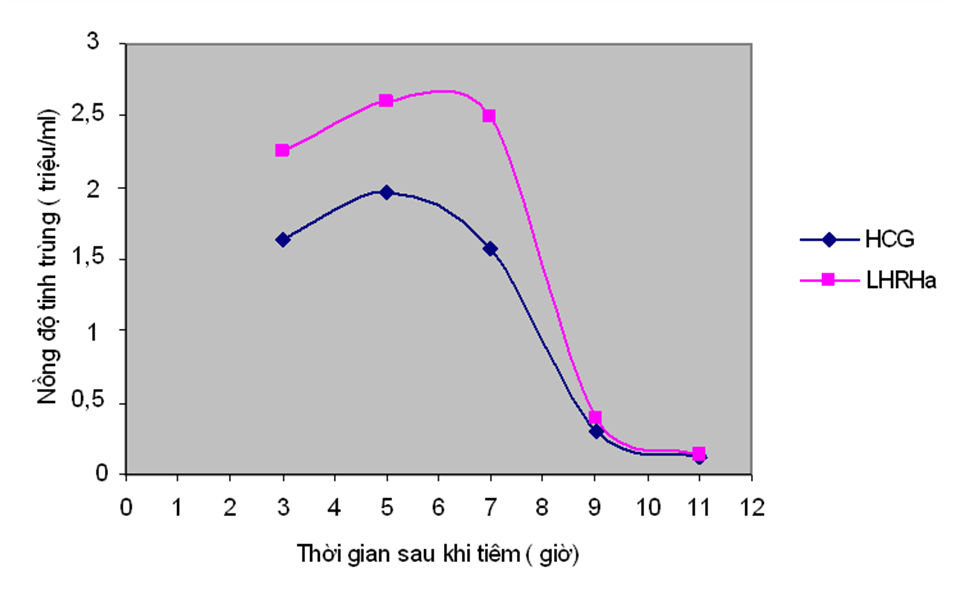 Nồng độ tinh trùng ( triệu/ml)
3
2,5
2
1,5
1
0,5
0
0 1 2 3 4 5 6 7 8 9 10 11 12
Thời gian sau khi tiêm ( giờ)
HCG
LHRHa